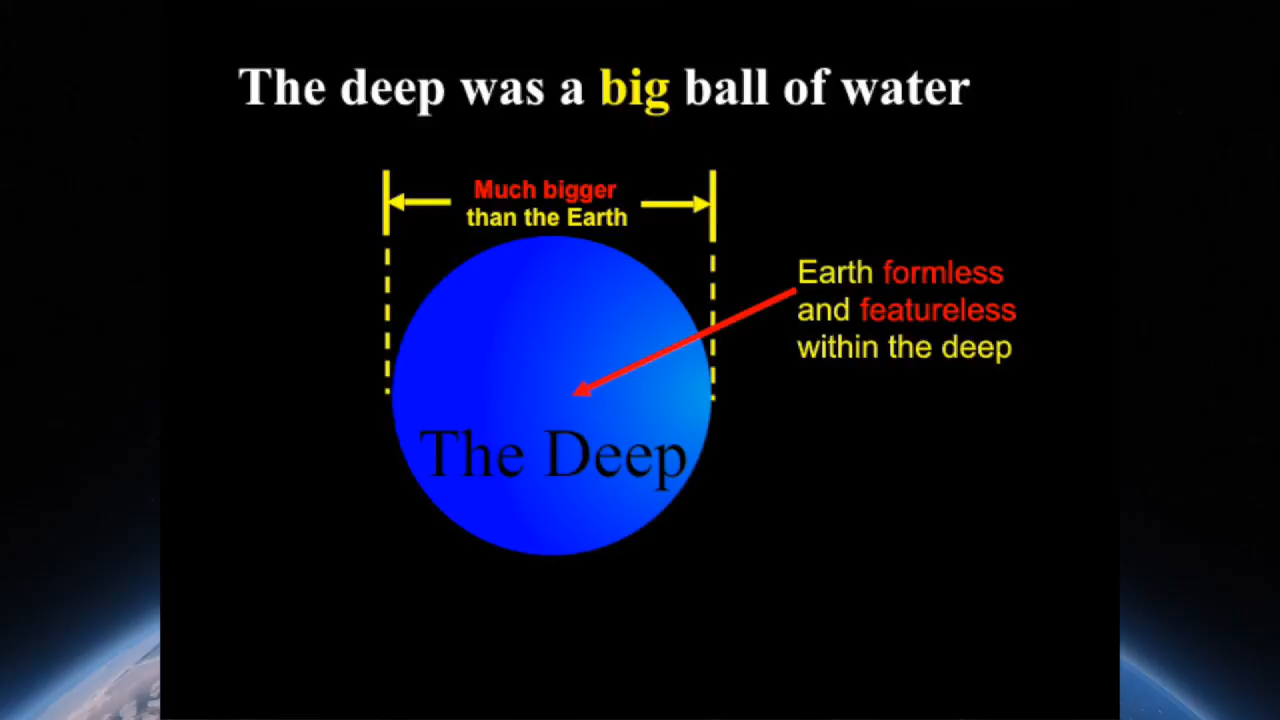 The deep was a big ball of water
Much bigger
than the Earth
Earth formless
and featureless
within the deep
The Deep